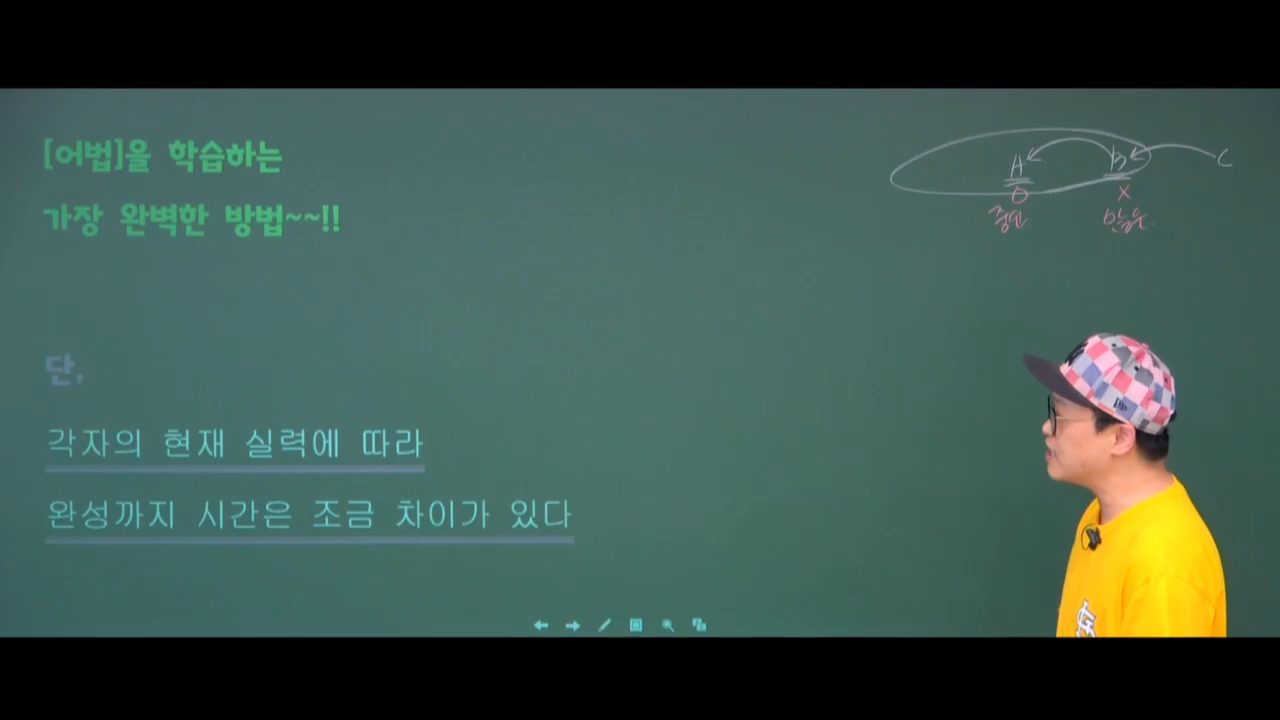 [어법]을 학습하는
가장 완벽한 방법~~!!
단,
각자의 현재 실력에 따라
완성까지 시간은 조금 차이가 있다
A B C
O X